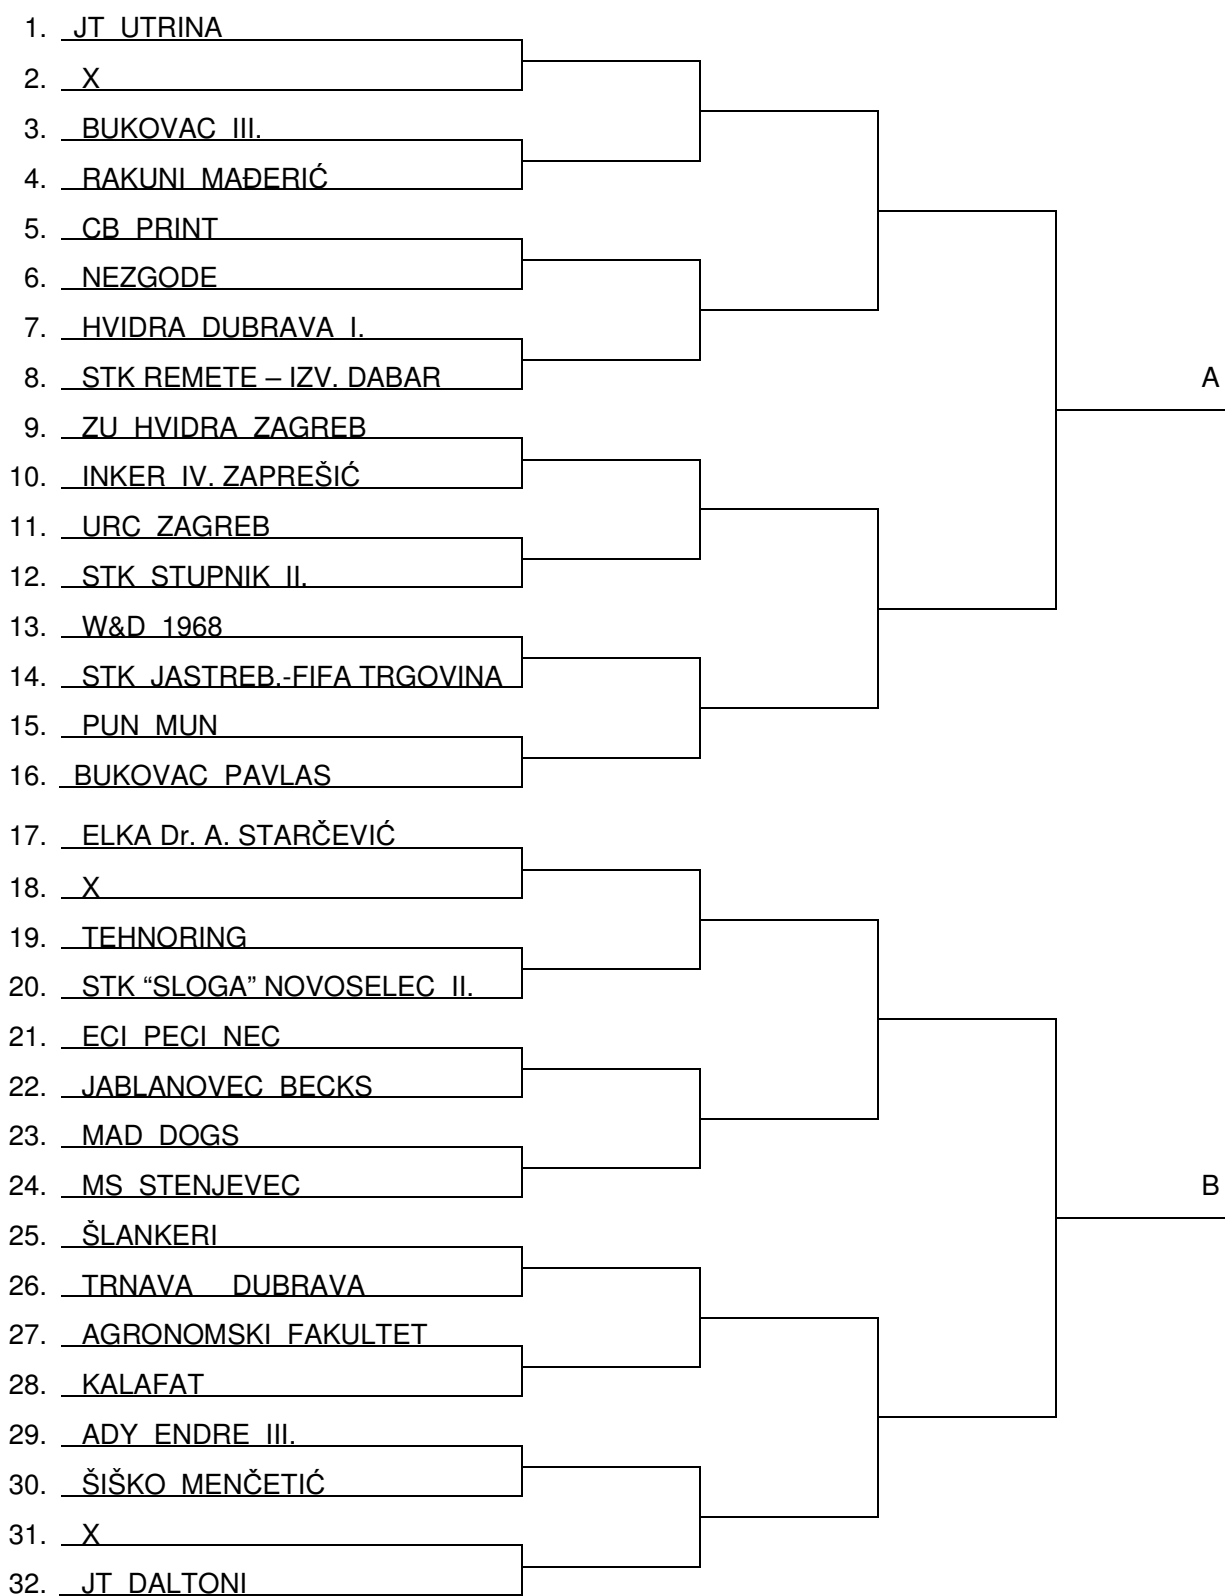 1. JT UTRINA
2. X
3. BUKOVAC III.
4. RAKUNI MAĐERIĆ
5. CB PRINT
6. NEZGODE
7. HVIDRA DUBRAVA I.
8. STK REMETE – IZV. DABAR
A
9. ZU HVIDRA ZAGREB
10. INKER IV. ZAPREŠIĆ
11. URC ZAGREB
12. STK STUPNIK II.
13. W&D 1968
14. STK JASTREB.-FIFA TRGOVINA
15. PUN MUN
16. BUKOVAC PAVLAS
17. ELKA Dr. A. STARČEVIĆ
18. X
19. TEHNORING
20. STK “SLOGA” NOVOSELEC II.
21. ECI PECI NEC
22. JABLANOVEC BECKS
23. MAD DOGS
24. MS STENJEVEC
B
25. ŠLANKERI
26. TRNAVA DUBRAVA
27. AGRONOMSKI FAKULTET
28. KALAFAT
29. ADY ENDRE III.
30. ŠIŠKO MENČETIĆ
31. X
32. JT DALTONI